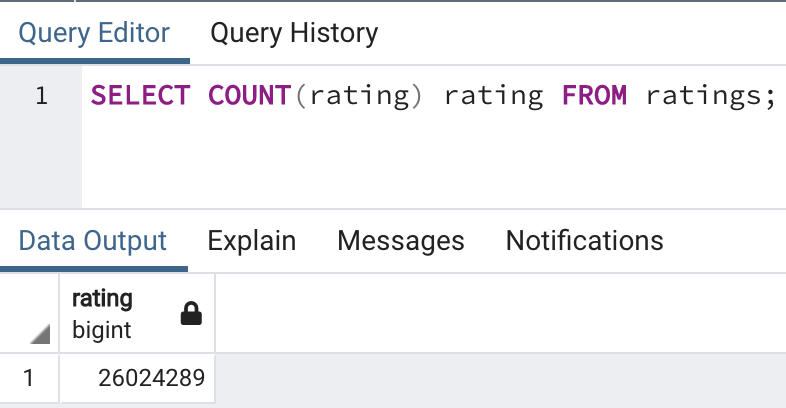 Query Editor Query History
1 SELECT COUNT(rating) rating FROM ratings;
Data Output Explain Messages Notifications
rating
bigint
1 26024289